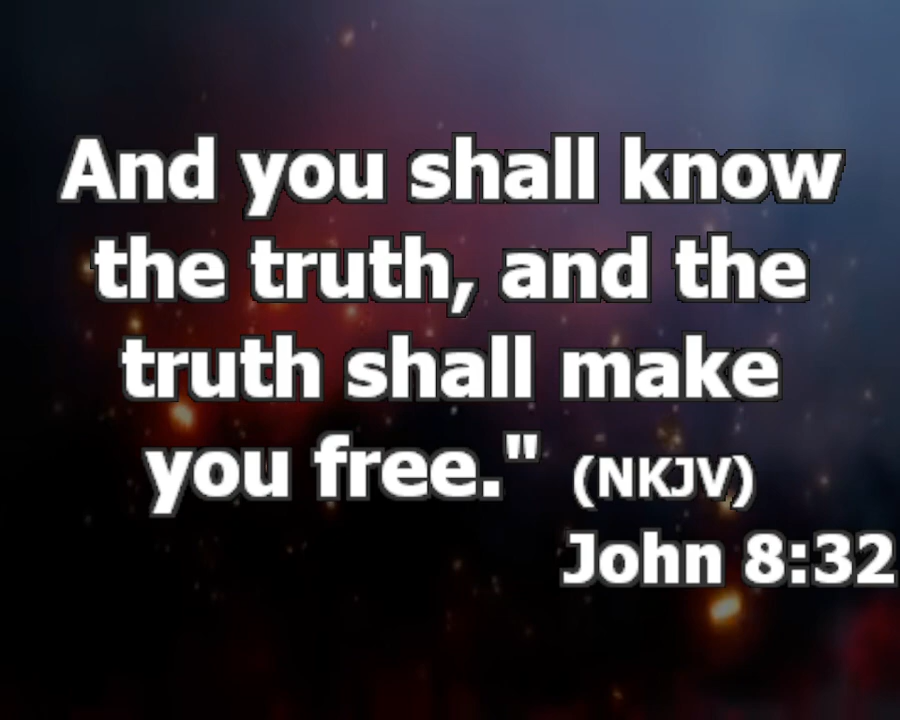 And you shall know
the truth, and the
truth shall make
you free." (NKJV)
John 8:32